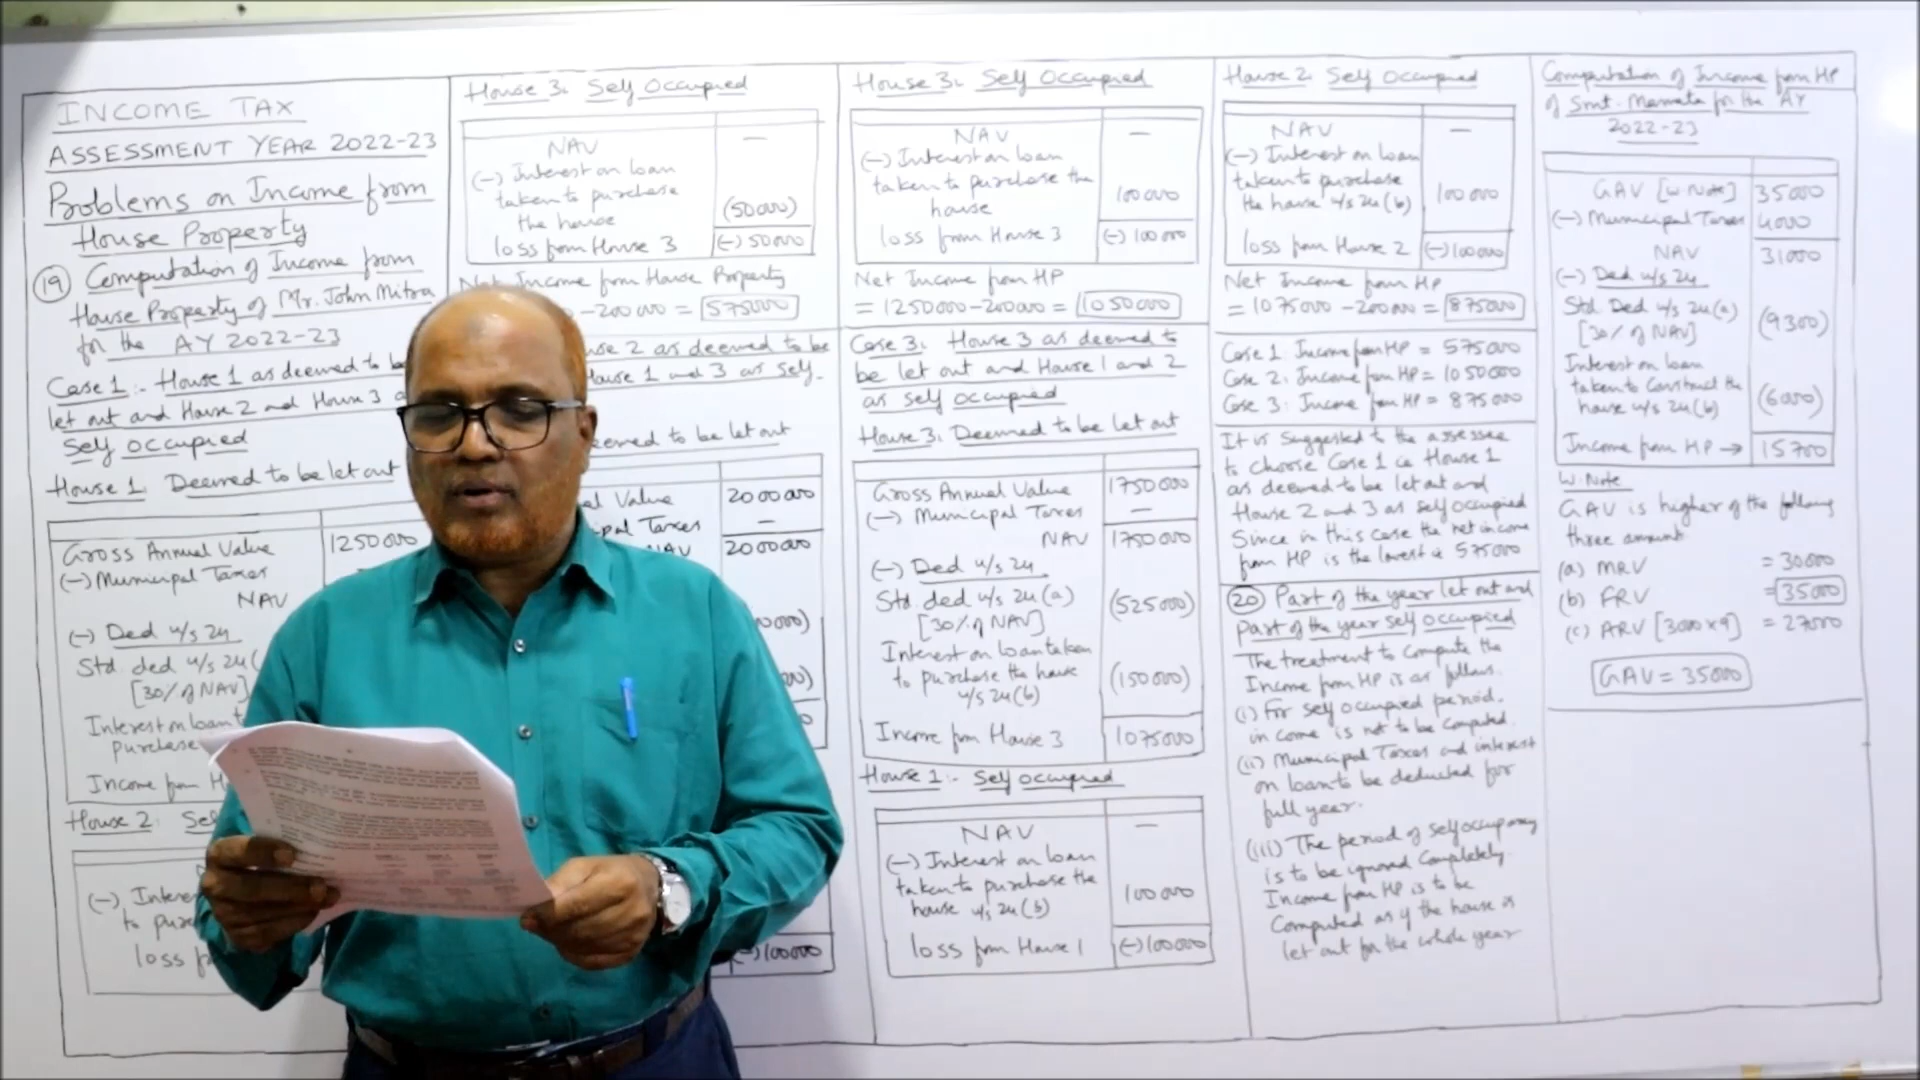 INCOME TAX
ASSESSMENT YEAR 2022-23
Problems on Income from
House Property
(19) Computation of Income from
House Property of Mr. John Mitra
for the AY 2022-23
Case 1:- House 1 as deemed to be
let out and House 2 and House 3 as
Self occupied
House 1: Deemed to be let out
Gross Annual Value 1250000
(-) Municipal Taxes
NAV
(-) Ded u/s 24
Std ded u/s 24(
[30% of NAV]
Interest on loan t
purchase
Income from H
House 2: Sel
(-) Interes
to purc
loss f
House 3: Self Occupied
NAV —
(-) Interest on loan
taken to purchase
the house (50000)
loss from House 3 (-) 50000
Net Income from House Property
-200000 = 575000
use 2 as deemed to be
House 1 and 3 as Self-
eemed to be let out
al Value 2000000
ipal Taxes —
NAV 2000000
(-)100000
House 3: Self Occupied
NAV —
(-) Interest on loan
taken to purchase the
house 100000
loss from House 3 (-) 100000
Net Income from HP
= 1250000-200000 = 1050000
Case 3: House 3 as deemed to
be let out and House 1 and 2
as self occupied
House 3: Deemed to be let out
Gross Annual Value 1750000
(-) Municipal Taxes —
NAV 1750000
(-) Ded u/s 24
Std. ded u/s 24(a)
[30% of NAV] (525000)
Interest on loan taken
to purchase the house
u/s 24(b) (150000)
Income from House 3 1075000
House 1:- Self occupied
NAV —
(-) Interest on loan
taken to purchase the
house u/s 24(b) 100000
loss from House 1 (-)100000
House 2: Self Occupied
NAV —
(-) Interest on loan
taken to purchase
the house u/s 24(b) 100000
loss from House 2 (-)100000
Net Income from HP
= 1075000 -200000 = 875000
Case 1: Income from HP = 575000
Case 2: Income from HP = 1050000
Case 3: Income from HP = 875000
It is suggested to the assessee
to choose Case 1 ie House 1
as deemed to be let out and
House 2 and 3 as self occupied
Since in this case the net income
from HP is the lowest ie 575000
(20) Part of the year let out and
part of the year self occupied
The treatment to compute the
Income from HP is as follows.
(i) For self occupied period,
income is not to be computed.
(ii) Municipal Taxes and interest
on loan to be deducted for
full year.
(iii) The period of self occupancy
is to be ignored completely.
Income from HP is to be
Computed as if the house is
let out for the whole year
Computation of Income from HP
of Smt. Mamata for the AY
2022-23
GAV [W.Note] 35000
(-) Municipal Taxes 4000
NAV 31000
(-) Ded u/s 24
Std Ded u/s 24(a)
[30% of NAV] (9300)
Interest on loan
taken to construct the
house u/s 24(b) (6000)
Income from HP → 15700
W.Note
GAV is higher of the following
three amount
(a) MRV = 30000
(b) FRV = 35000
(c) ARV [3000x9] = 27000
GAV = 35000